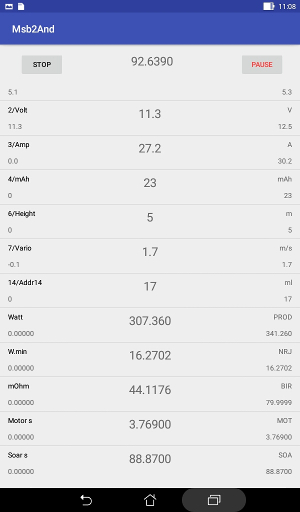 11:08
Msb2And
STOP 92.6390 PAUSE
5.1 5.3
2/Volt 11.3 V
11.3 12.5
3/Amp 27.2 A
0.0 30.2
4/mAh 23 mAh
0 23
6/Height 5 m
0 5
7/Vario 1.7 m/s
-0.1 1.7
14/Addr14 17 ml
0 17
Watt 307.360 PROD
0.00000 341.260
W.min 16.2702 NRJ
0.00000 16.2702
mOhm 44.1176 BIR
0.00000 79.9999
Motor s 3.76900 MOT
0.00000 3.76900
Soar s 88.8700 SOA
0.00000 88.8700